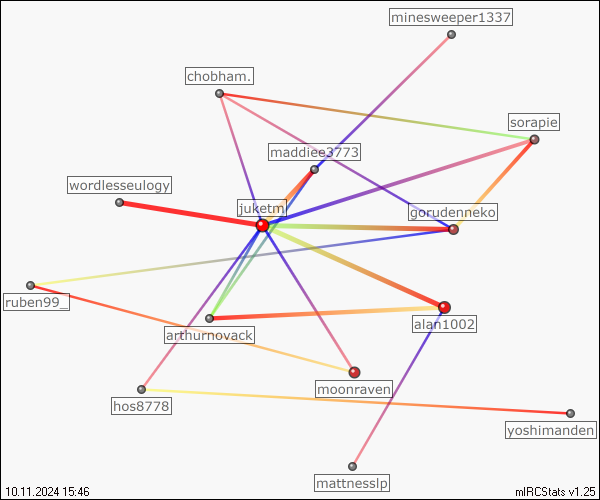 minesweeper1337
chobham.
sorapie
maddiee3773
wordlesseulogy
juketm
gorudenneko
ruben99_
alan1002
arthurnovack
moonraven
hos8778
yoshimanden
mattnesslp
10.11.2024 15:46
mIRCStats v1.25